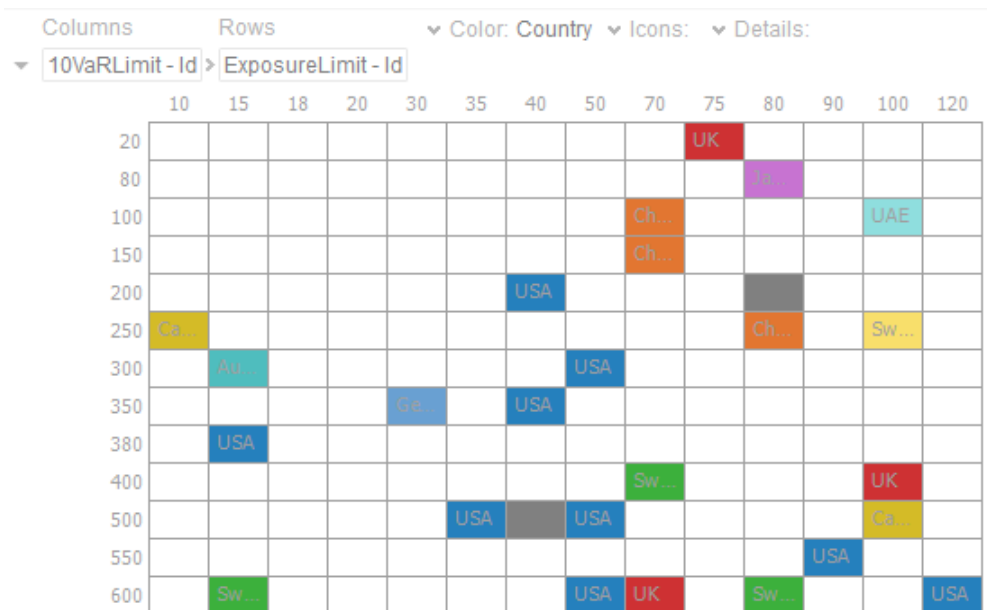 Columns Rows Color: Country Icons: Details:
10VaRLimit - Id > ExposureLimit - Id
10 15 18 20 30 35 40 50 70 75 80 90 100 120
20 UK
80 Ja...
100 Ch... UAE
150 Ch...
200 USA
250 Ca... Ch... Sw...
300 Au... USA
350 Ge... USA
380 USA
400 Sw... UK
500 USA USA Ca...
550 USA
600 Sw... USA UK Sw... USA